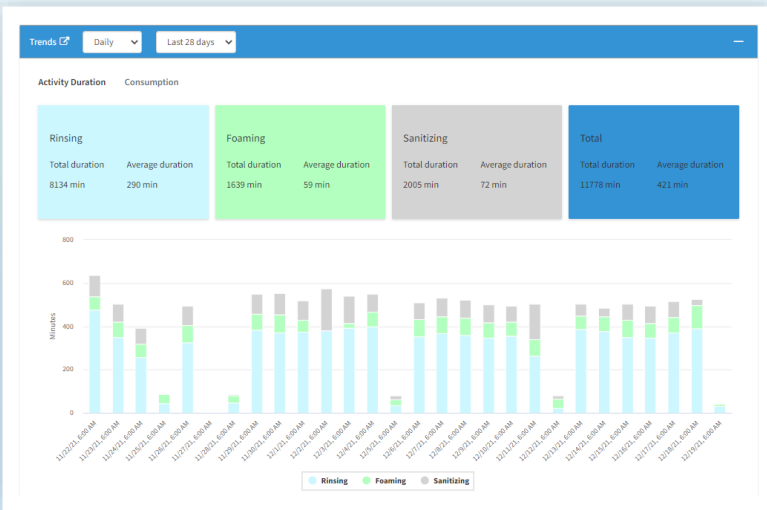 Trends Daily Last 28 days
Activity Duration Consumption
Rinsing
Total duration Average duration
8134 min 290 min
Foaming
Total duration Average duration
1639 min 59 min
Sanitizing
Total duration Average duration
2005 min 72 min
Total
Total duration Average duration
11778 min 421 min
Minutes
800
600
400
200
0
11/22/21, 6:00 AM
11/23/21, 6:00 AM
11/24/21, 6:00 AM
11/25/21, 6:00 AM
11/26/21, 6:00 AM
11/27/21, 6:00 AM
11/28/21, 6:00 AM
11/29/21, 6:00 AM
11/30/21, 6:00 AM
12/1/21, 6:00 AM
12/2/21, 6:00 AM
12/3/21, 6:00 AM
12/4/21, 6:00 AM
12/5/21, 6:00 AM
12/6/21, 6:00 AM
12/7/21, 6:00 AM
12/8/21, 6:00 AM
12/9/21, 6:00 AM
12/10/21, 6:00 AM
12/11/21, 6:00 AM
12/12/21, 6:00 AM
12/13/21, 6:00 AM
12/14/21, 6:00 AM
12/15/21, 6:00 AM
12/16/21, 6:00 AM
12/17/21, 6:00 AM
12/18/21, 6:00 AM
12/19/21, 6:00 AM
Rinsing Foaming Sanitizing